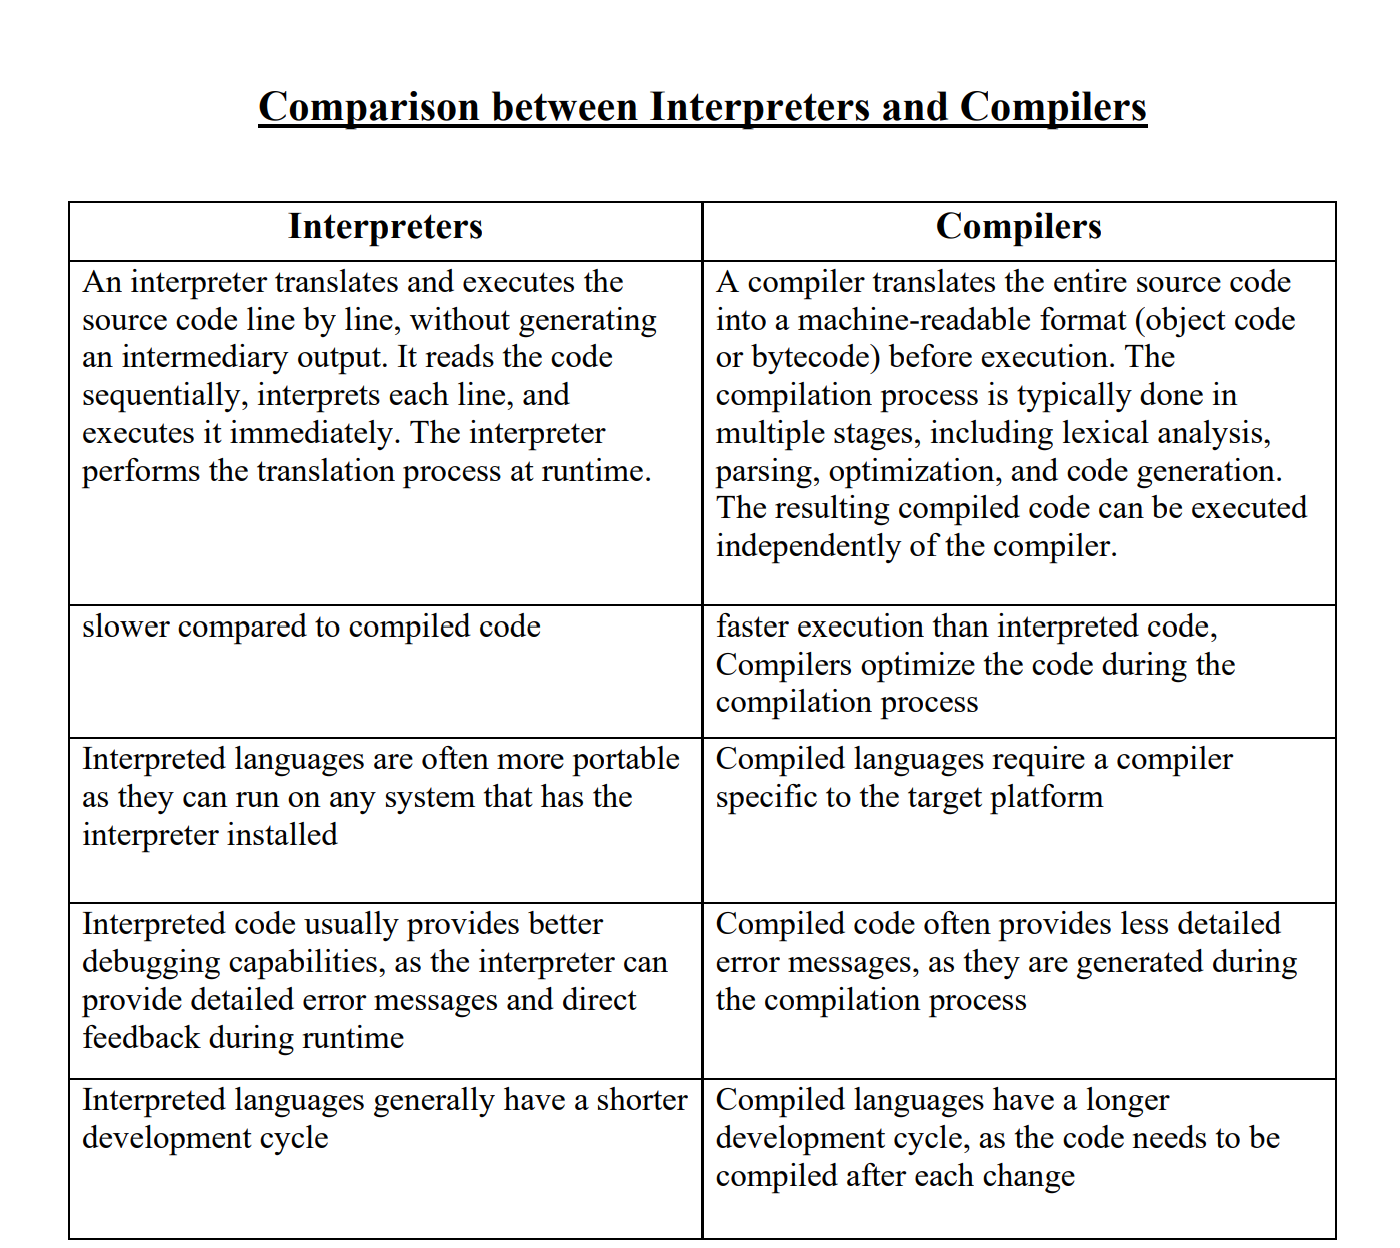 Comparison between Interpreters and Compilers
Interpreters
Compilers
An interpreter translates and executes the
source code line by line, without generating
an intermediary output. It reads the code
sequentially, interprets each line, and
executes it immediately. The interpreter
performs the translation process at runtime.
A compiler translates the entire source code
into a machine-readable format (object code
or bytecode) before execution. The
compilation process is typically done in
multiple stages, including lexical analysis,
parsing, optimization, and code generation.
The resulting compiled code can be executed
independently of the compiler.
slower compared to compiled code
faster execution than interpreted code,
Compilers optimize the code during the
compilation process
Interpreted languages are often more portable
as they can run on any system that has the
interpreter installed
Compiled languages require a compiler
specific to the target platform
Interpreted code usually provides better
debugging capabilities, as the interpreter can
provide detailed error messages and direct
feedback during runtime
Compiled code often provides less detailed
error messages, as they are generated during
the compilation process
Interpreted languages generally have a shorter
development cycle
Compiled languages have a longer
development cycle, as the code needs to be
compiled after each change